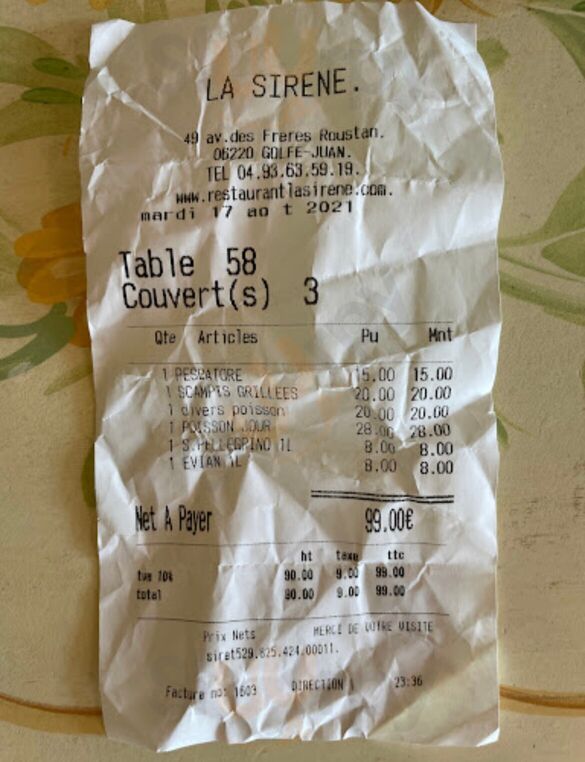 LA SIRENE.
49 av.des Freres Roustan.
06220 GOLFE-JUAN.
TEL 04.93.63.59.19.
www.restaurantlasirene.com.
mardi 17 ao t 2021
Table 58
Couvert(s) 3
Qte Articles Pu Mnt
1 PESCATORE 15.00 15.00
1 SCAMPIS GRILLEES 20.00 20.00
1 divers poisson 20.00 20.00
1 POISSON JOUR 28.00 28.00
1 S.PELLEGRINO 1L 8.00 8.00
1 EVIAN 1L 8.00 8.00
Net A Payer 99.00€
ht taxe ttc
tva 10% 90.00 9.00 99.00
total 90.00 9.00 99.00
Prix Nets MERCI DE VOTRE VISITE
siret529.825.424.00011.
Facture no: 1603 DIRECTION 23:36